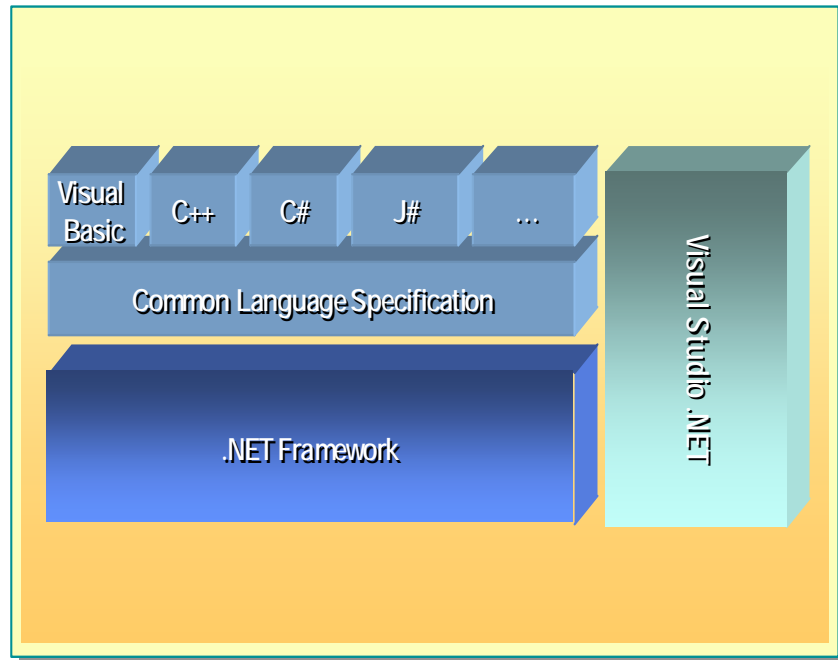 Visual
Basic
C++
C#
J#
...
Common Language Specification
.NET Framework
Visual Studio .NET